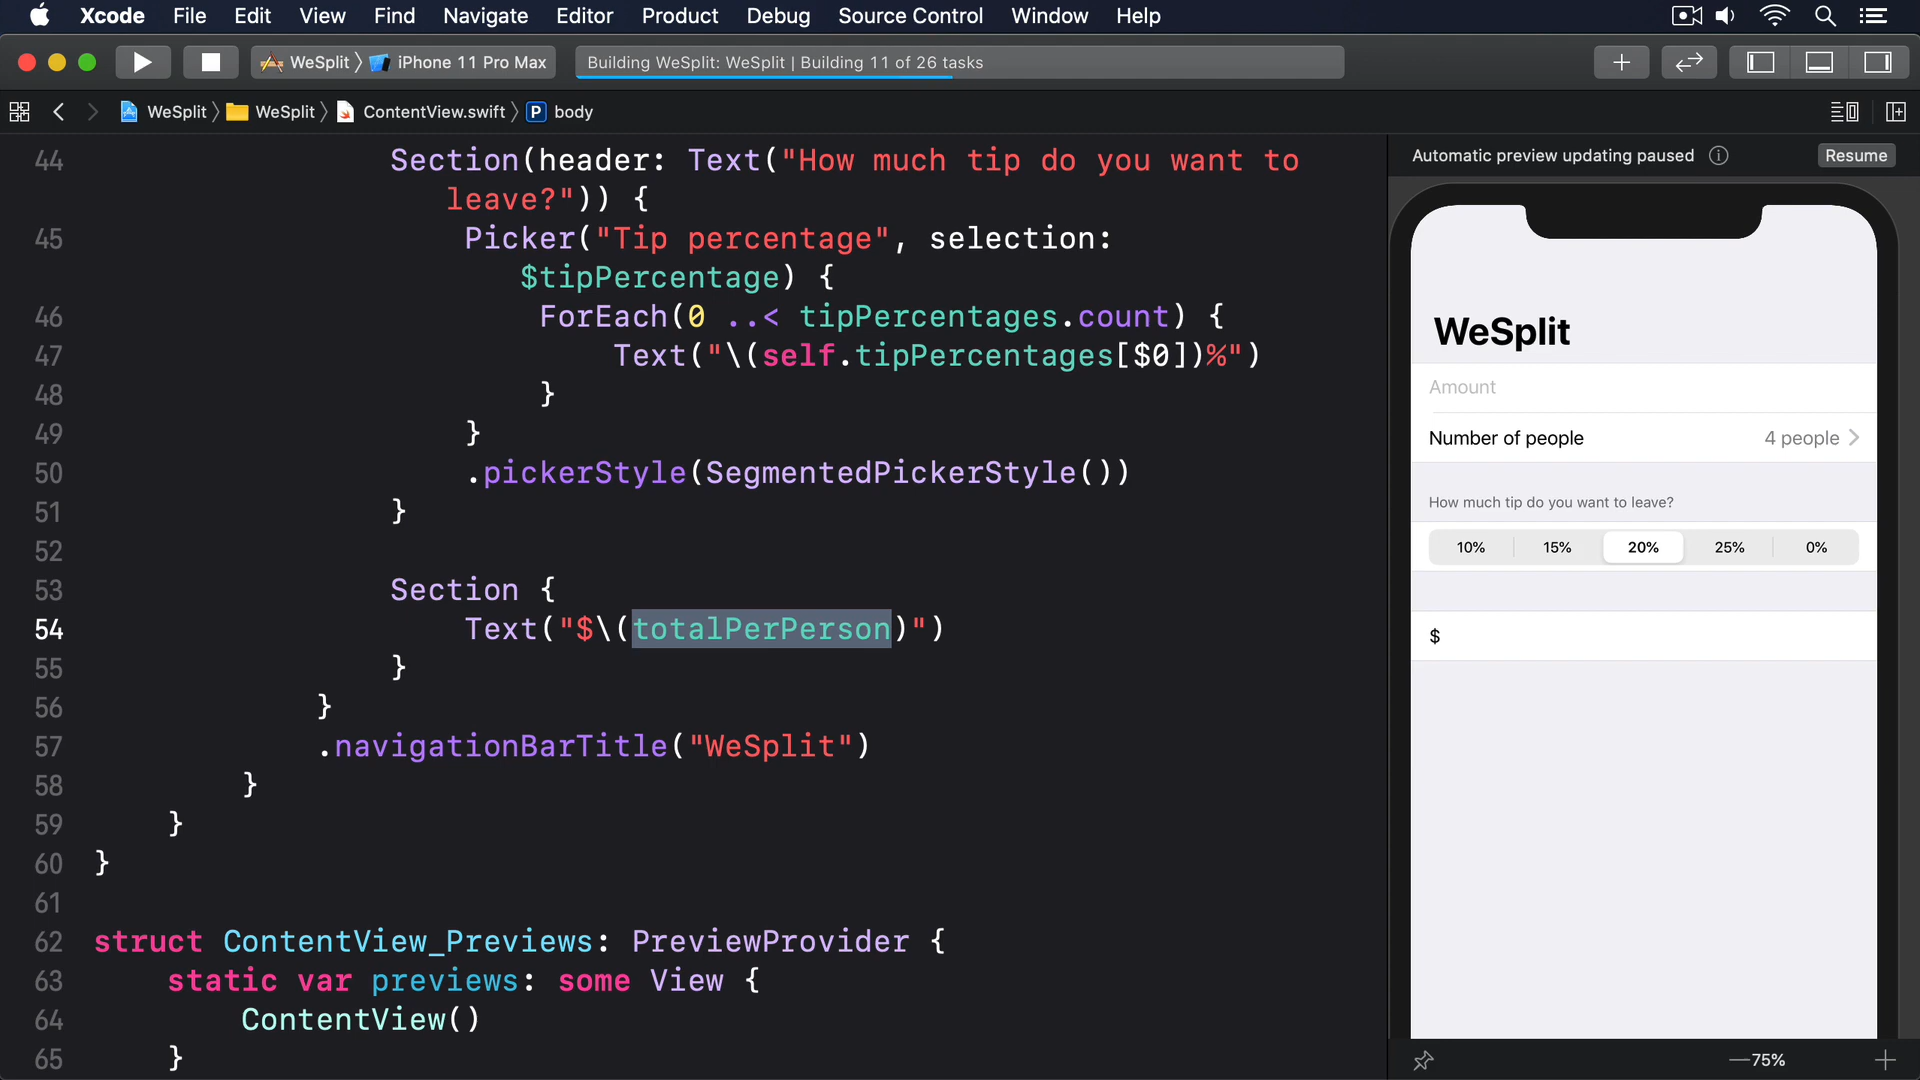 Xcode File Edit View Find Navigate Editor Product Debug Source Control Window Help
WeSplit iPhone 11 Pro Max Building WeSplit: WeSplit | Building 11 of 26 tasks
WeSplit WeSplit ContentView.swift P body
44 Section(header: Text("How much tip do you want to
leave?")) {
45 Picker("Tip percentage", selection:
$tipPercentage) {
46 ForEach(0 ..< tipPercentages.count) {
47 Text("\(self.tipPercentages[$0])%")
48 }
49 }
50 .pickerStyle(SegmentedPickerStyle())
51 }
52
53 Section {
54 Text("$\(totalPerPerson)")
55 }
56 }
57 .navigationBarTitle("WeSplit")
58 }
59 }
60 }
61
62 struct ContentView_Previews: PreviewProvider {
63 static var previews: some View {
64 ContentView()
65 }
Automatic preview updating paused Resume
WeSplit
Amount
Number of people 4 people
How much tip do you want to leave?
10% 15% 20% 25% 0%
$
75%